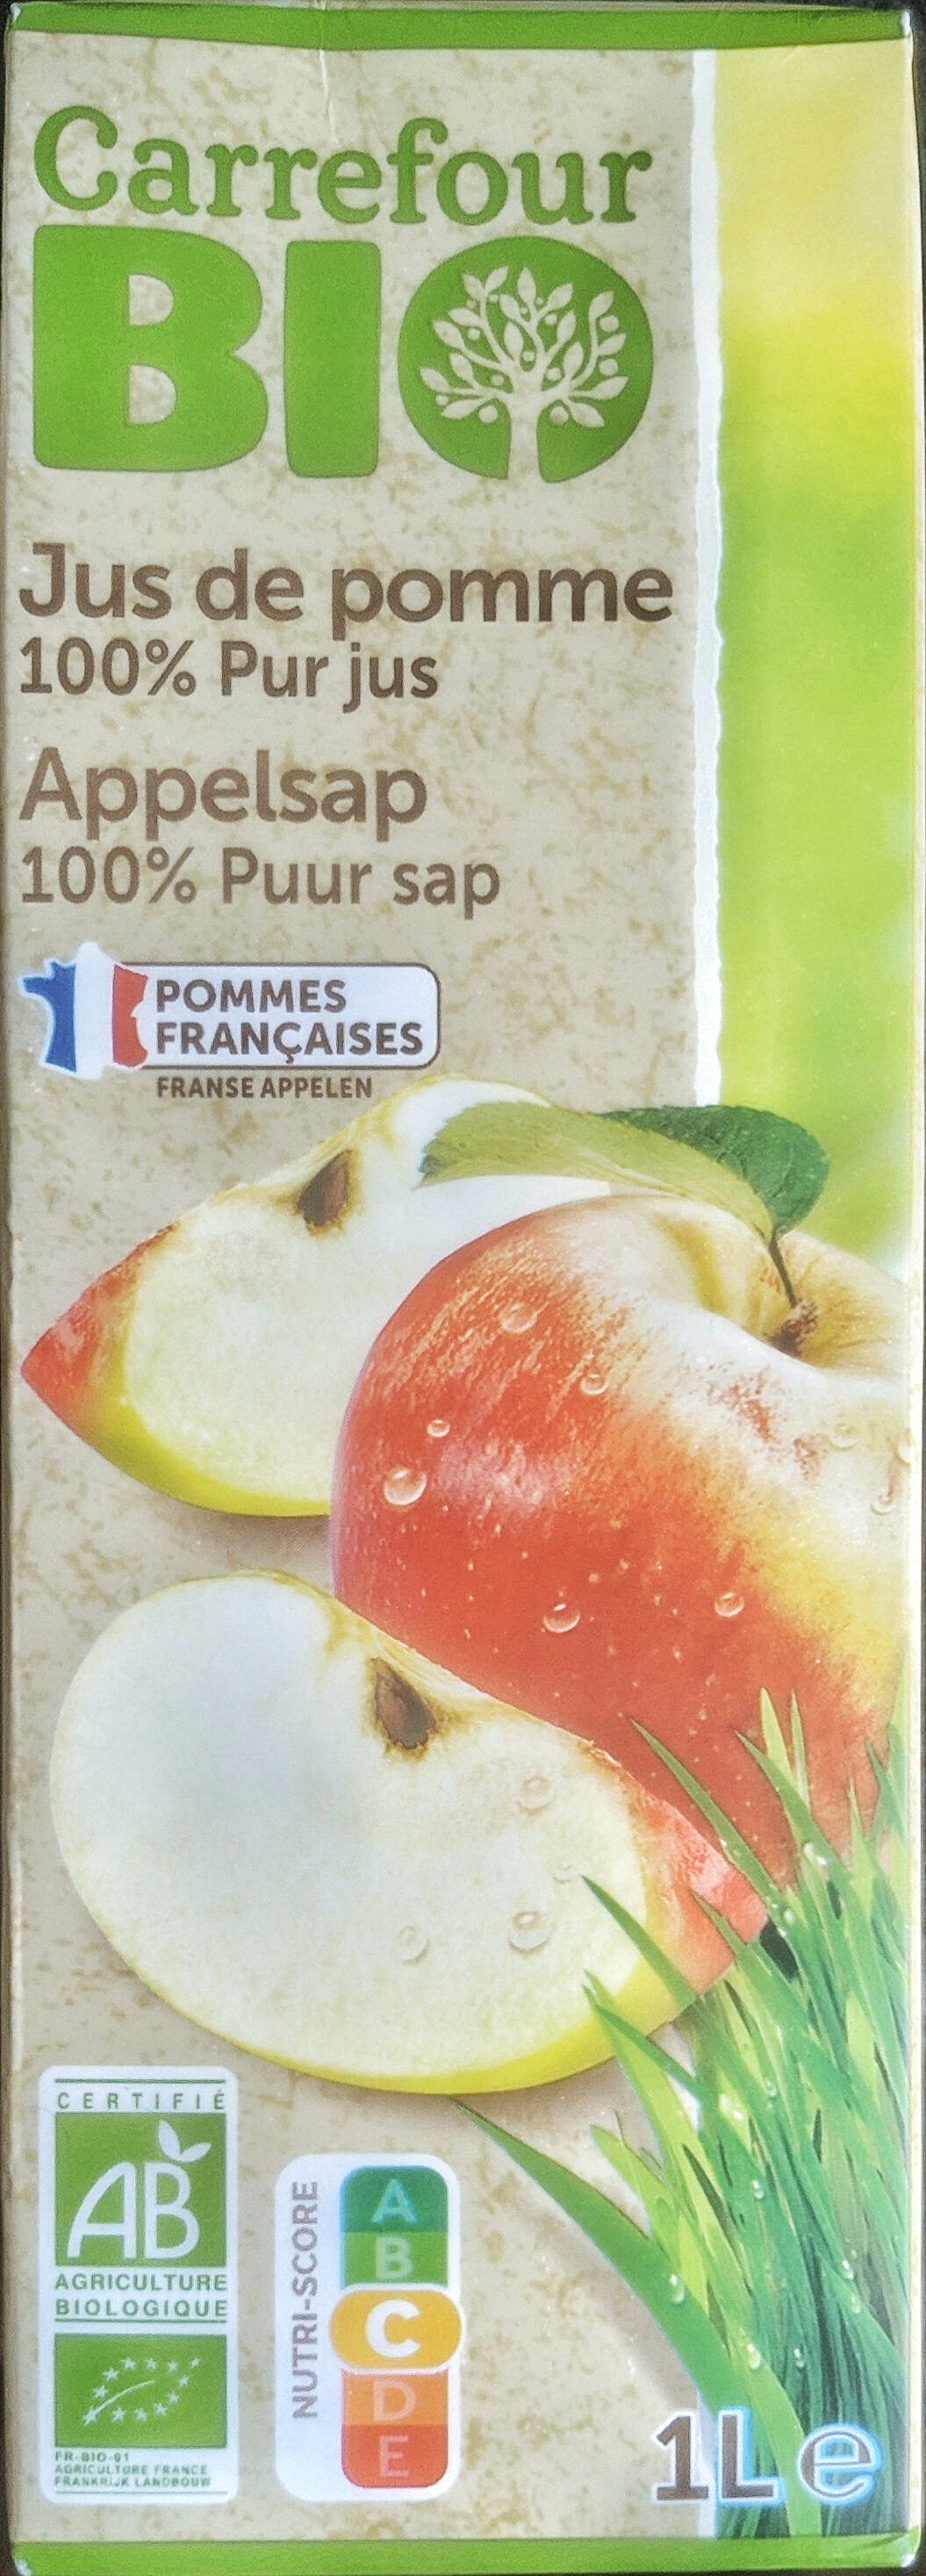 Carrefour
BIO
Jus de pomme
100% Pur jus
Appelsap
100% Puur sap
POMMES
FRANÇAISES
FRANSE APPELEN
CERTIFIÉ
AB
AGRICULTURE
BIOLOGIQUE
FR-BIO-01
AGRICULTURE FRANCE
FRANKRIJK LANDBOUW
NUTRI-SCORE
A
B
C
D
E
1L e